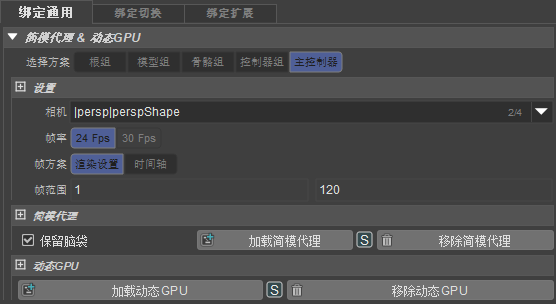 绑定通用 绑定切换 绑定扩展
简模代理 & 动态GPU
选择方案 根组 模型组 骨骼组 控制器组 主控制器
设置
相机 |persp|perspShape 2/4
帧率 24 Fps 30 Fps
帧方案 渲染设置 时间轴
帧范围 1 120
简模代理
保留脑袋 加载简模代理 S 移除简模代理
动态GPU
加载动态GPU S 移除动态GPU